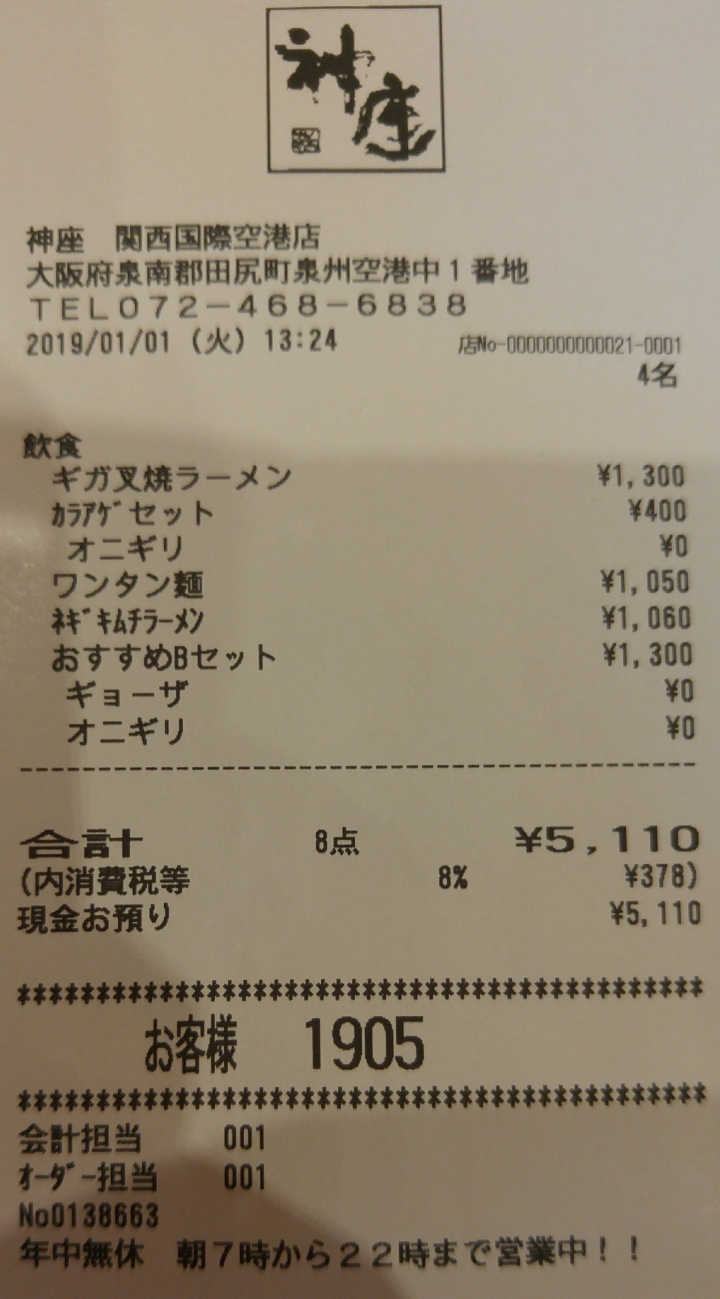 神座
神座　関西国際空港店
大阪府泉南郡田尻町泉州空港中1番地
TEL072-468-6838
2019/01/01 (火) 13:24 店No-0000000000021-0001
4名
飲食
ギガ叉焼ラーメン ¥1,300
ｶﾗｱｹﾞセット ¥400
オニギリ ¥0
ワンタン麺 ¥1,050
ﾈｷﾞｷﾑﾁﾗｰﾒﾝ ¥1,060
おすすめBセット ¥1,300
ギョーザ ¥0
オニギリ ¥0
--------------------------------------------
合計 8点 ¥5,110
(内消費税等 8% ¥378)
現金お預り ¥5,110
********************************************
お客様 1905
********************************************
会計担当 001
ｵｰﾀﾞｰ担当 001
No0138663
年中無休　朝７時から２２時まで営業中！！